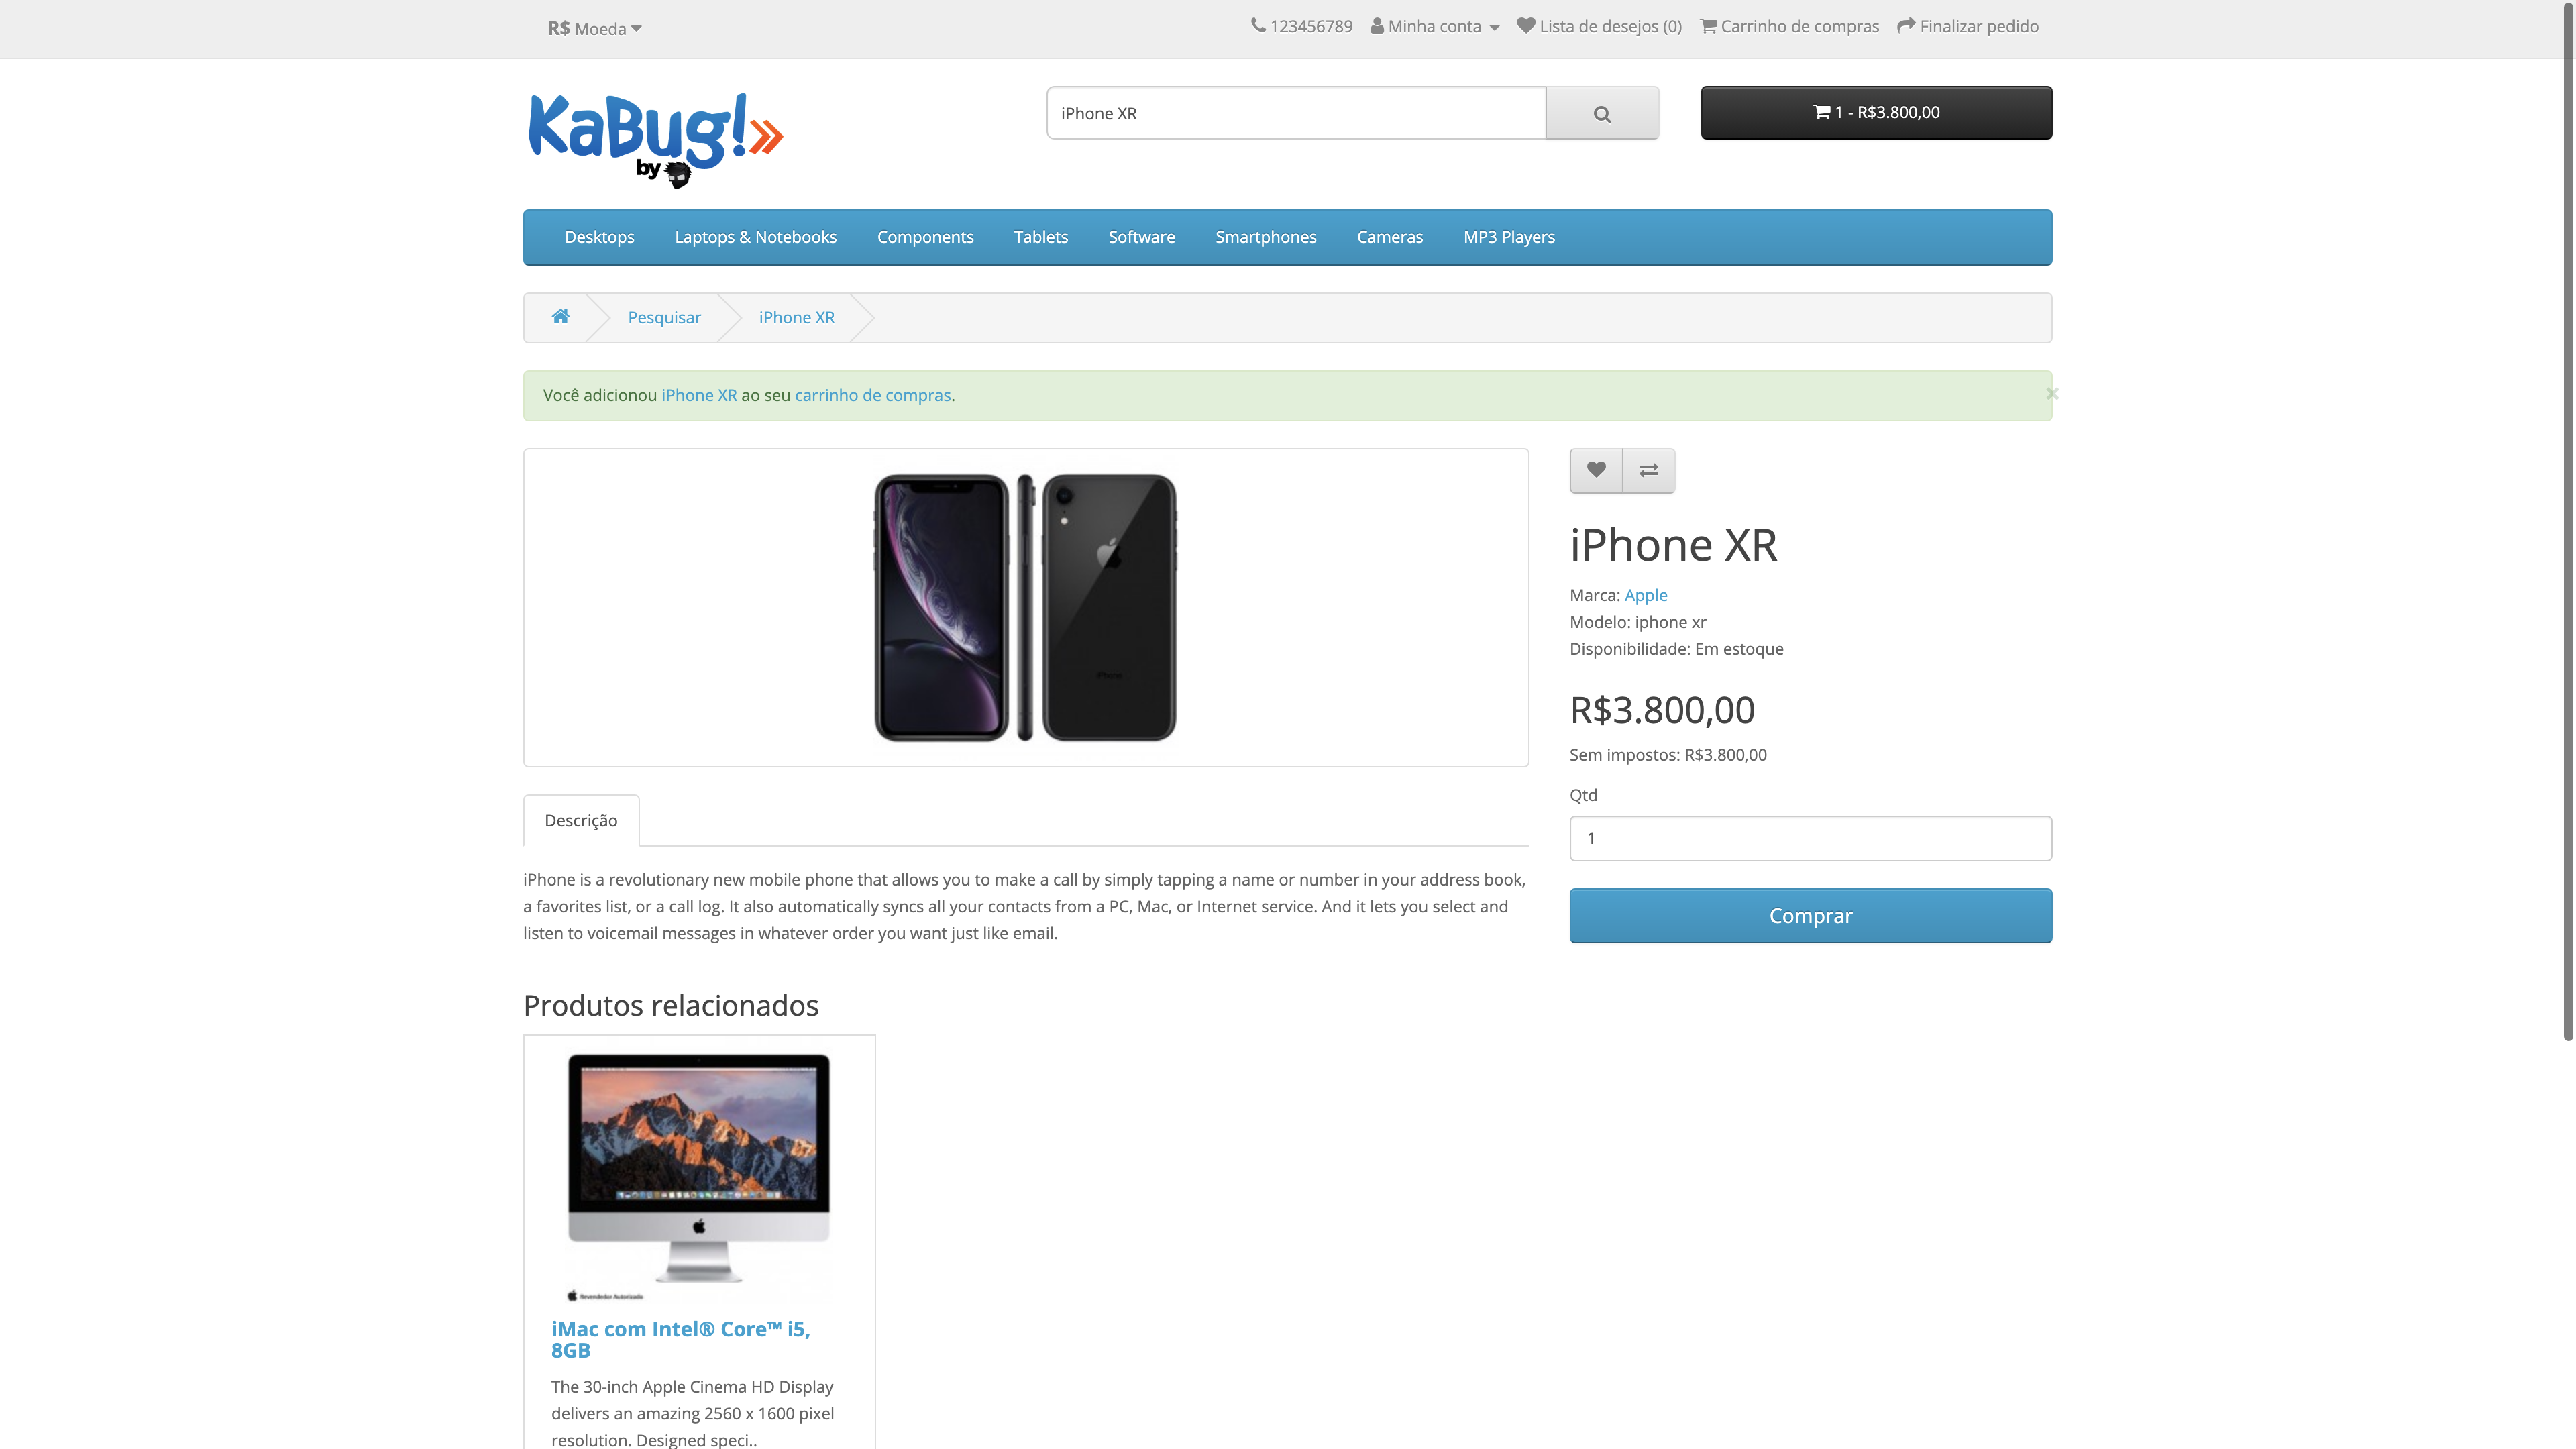 R$ Moeda
123456789 Minha conta Lista de desejos (0) Carrinho de compras Finalizar pedido
KaBug!
by
iPhone XR
1 - R$3.800,00
Desktops Laptops & Notebooks Components Tablets Software Smartphones Cameras MP3 Players
Pesquisar iPhone XR
Você adicionou iPhone XR ao seu carrinho de compras.
×
iPhone
iPhone XR
Marca: Apple
Modelo: iphone xr
Disponibilidade: Em estoque
R$3.800,00
Sem impostos: R$3.800,00
Qtd
1
Comprar
Descrição
iPhone is a revolutionary new mobile phone that allows you to make a call by simply tapping a name or number in your address book,
a favorites list, or a call log. It also automatically syncs all your contacts from a PC, Mac, or Internet service. And it lets you select and
listen to voicemail messages in whatever order you want just like email.
Produtos relacionados
Revendedor Autorizado
iMac com Intel® Core™ i5,
8GB
The 30-inch Apple Cinema HD Display
delivers an amazing 2560 x 1600 pixel
resolution. Designed speci..